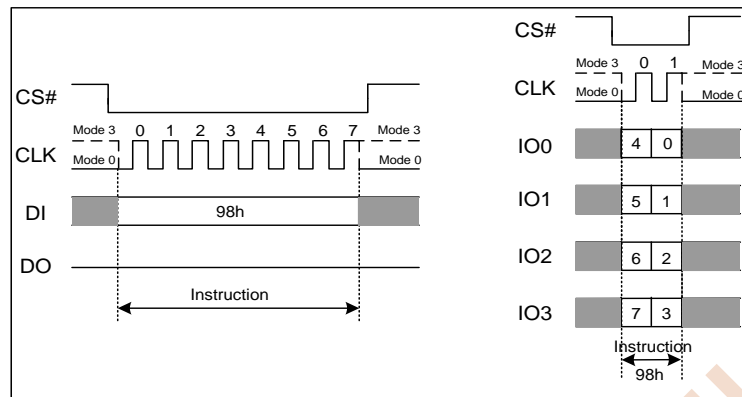 CS#
Mode 3 0 1 2 3 4 5 6 7 Mode 3
CLK
Mode 0 Mode 0
DI 98h
DO
Instruction
CS#
Mode 3 0 1 Mode 3
CLK
Mode 0 Mode 0
IO0 4 0
IO1 5 1
IO2 6 2
IO3 7 3
Instruction
98h